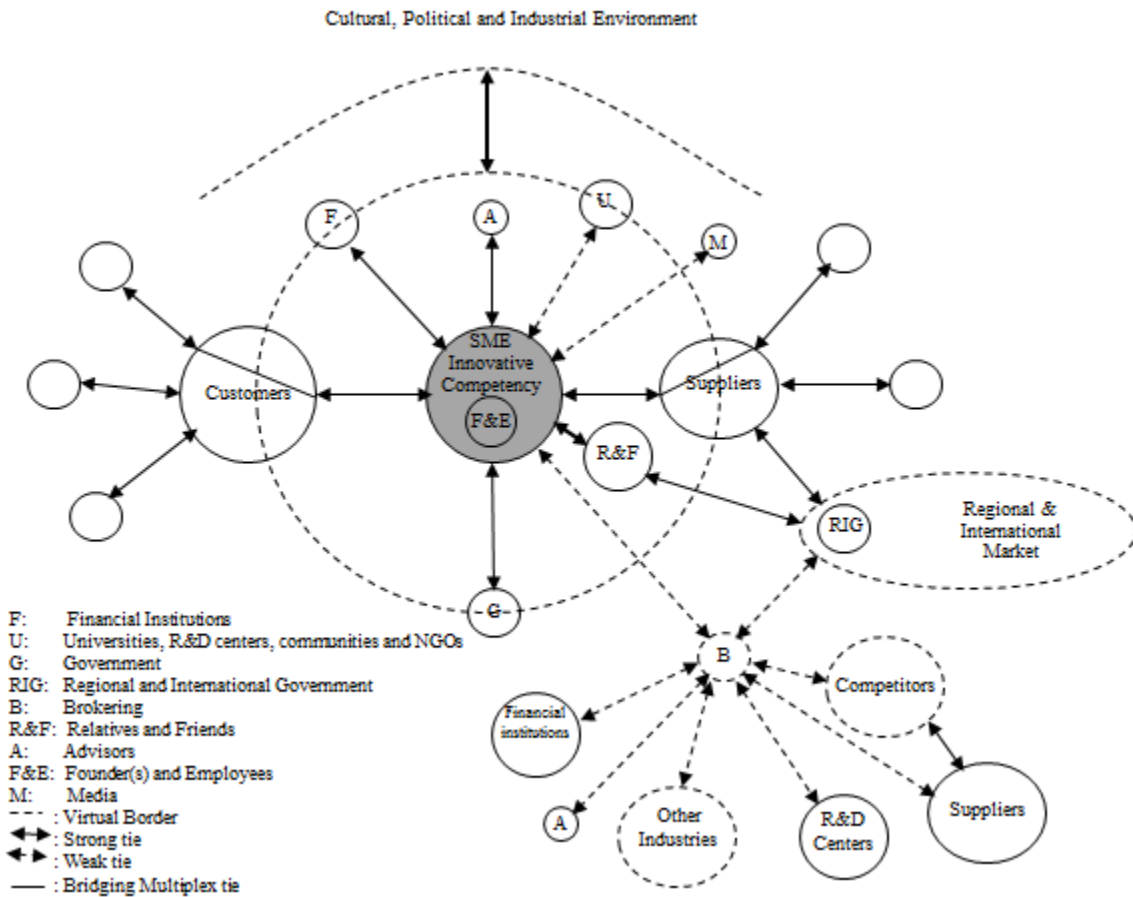 Cultural, Political and Industrial Environment
F
A
U
M
SME
Innovative
Competency
F&E
Customers
Suppliers
R&F
RIG
Regional &
International
Market
G
B
Competitors
Financial
institutions
A
Other
Industries
R&D
Centers
Suppliers
F: Financial Institutions
U: Universities, R&D centers, communities and NGOs
G: Government
RIG: Regional and International Government
B: Brokering
R&F: Relatives and Friends
A: Advisors
F&E: Founder(s) and Employees
M: Media
: Virtual Border
: Strong tie
: Weak tie
: Bridging Multiplex tie